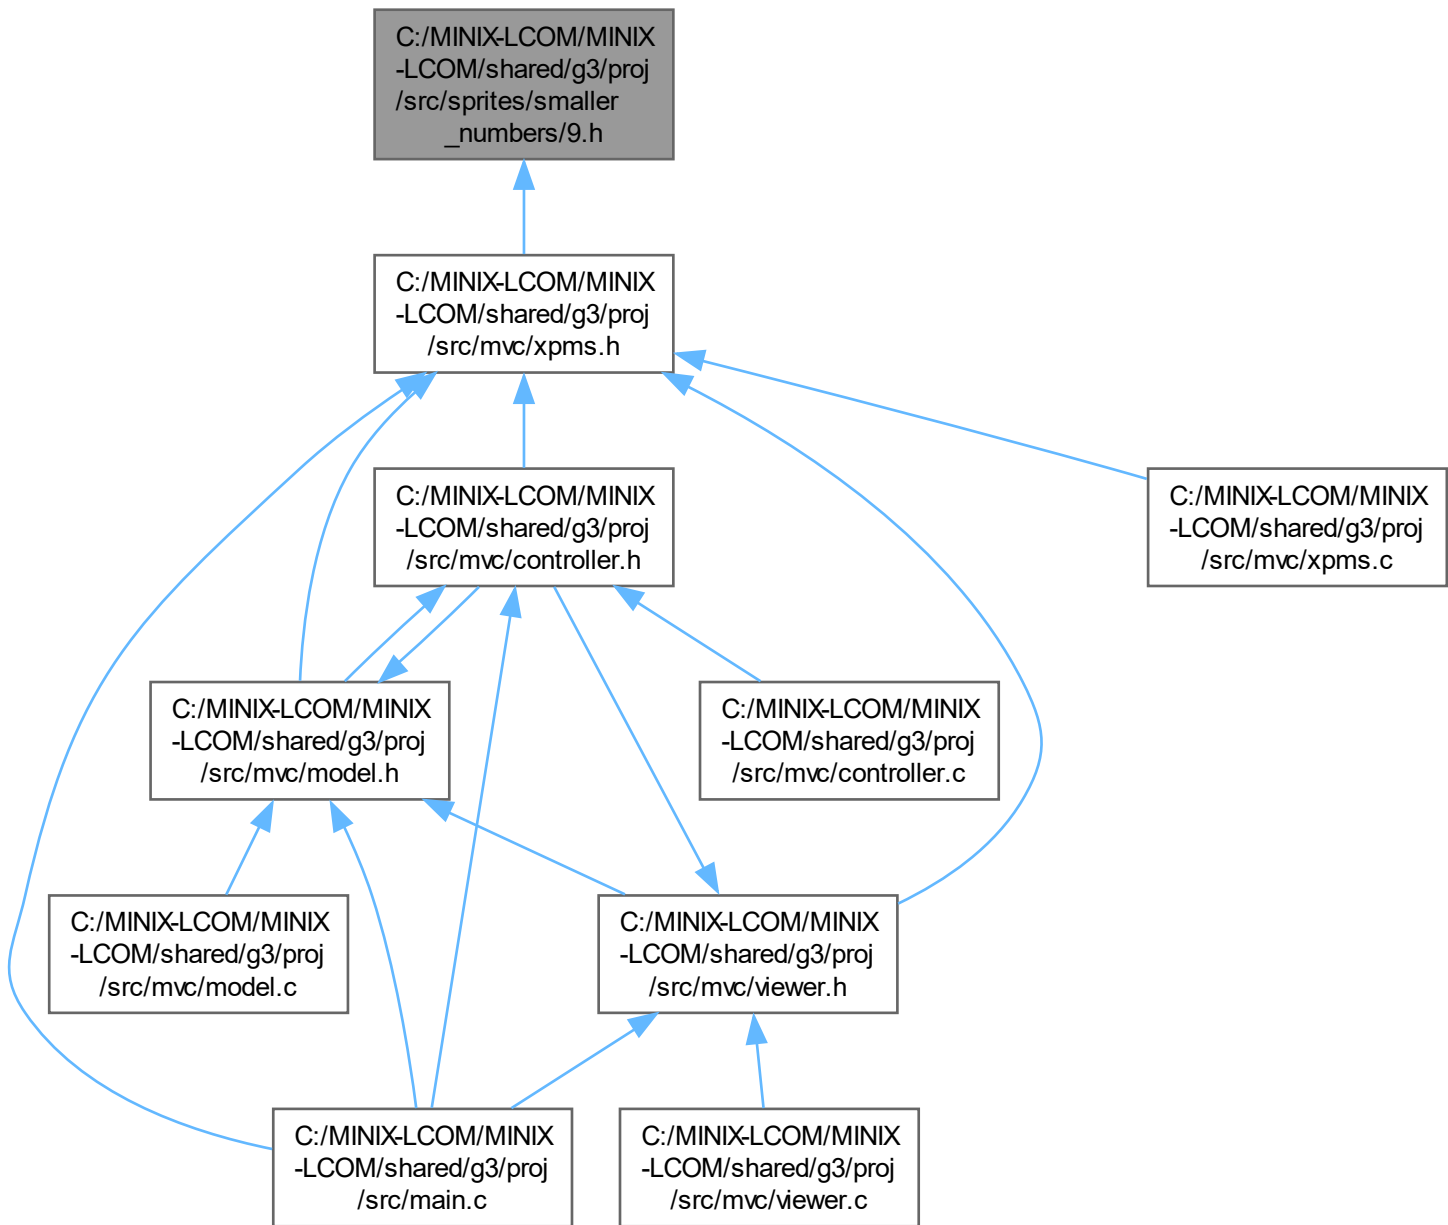 C:/MINIX-LCOM/MINIX
-LCOM/shared/g3/proj
/src/sprites/smaller
_numbers/9.h
C:/MINIX-LCOM/MINIX
-LCOM/shared/g3/proj
/src/mvc/xpms.h
C:/MINIX-LCOM/MINIX
-LCOM/shared/g3/proj
/src/mvc/controller.h
C:/MINIX-LCOM/MINIX
-LCOM/shared/g3/proj
/src/mvc/xpms.c
C:/MINIX-LCOM/MINIX
-LCOM/shared/g3/proj
/src/mvc/model.h
C:/MINIX-LCOM/MINIX
-LCOM/shared/g3/proj
/src/mvc/controller.c
C:/MINIX-LCOM/MINIX
-LCOM/shared/g3/proj
/src/mvc/model.c
C:/MINIX-LCOM/MINIX
-LCOM/shared/g3/proj
/src/mvc/viewer.h
C:/MINIX-LCOM/MINIX
-LCOM/shared/g3/proj
/src/main.c
C:/MINIX-LCOM/MINIX
-LCOM/shared/g3/proj
/src/mvc/viewer.c